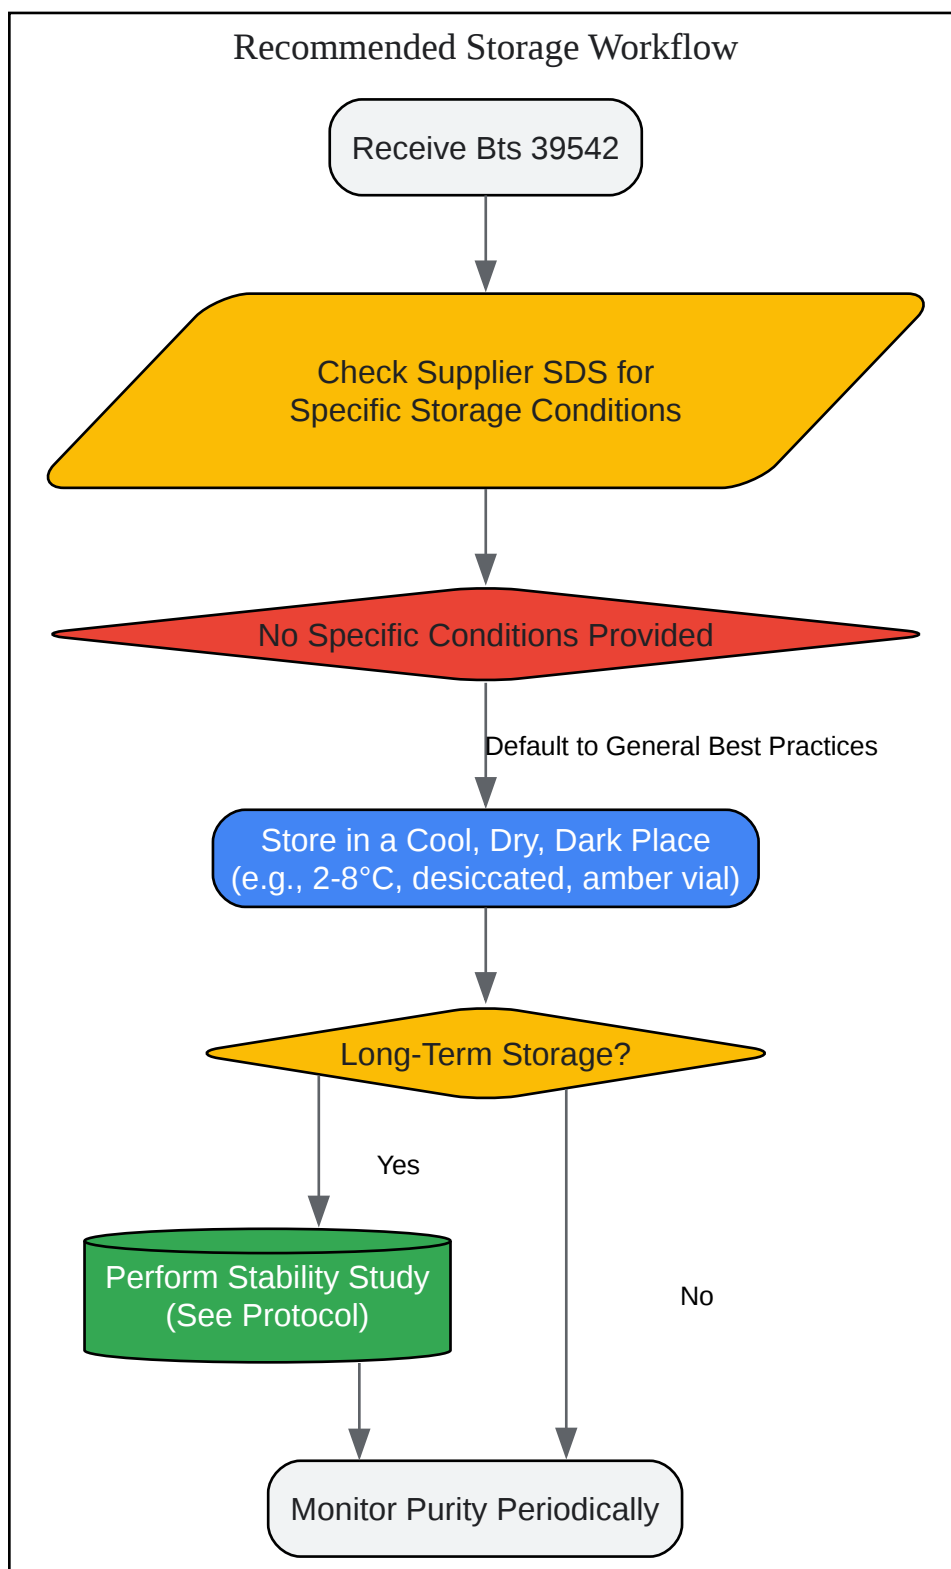 Recommended Storage Workflow
Receive Bts 39542
Check Supplier SDS for
Specific Storage Conditions
No Specific Conditions Provided
Default to General Best Practices
Store in a Cool, Dry, Dark Place
(e.g., 2-8°C, desiccated, amber vial)
Long-Term Storage?
Yes
Perform Stability Study
(See Protocol)
No
Monitor Purity Periodically